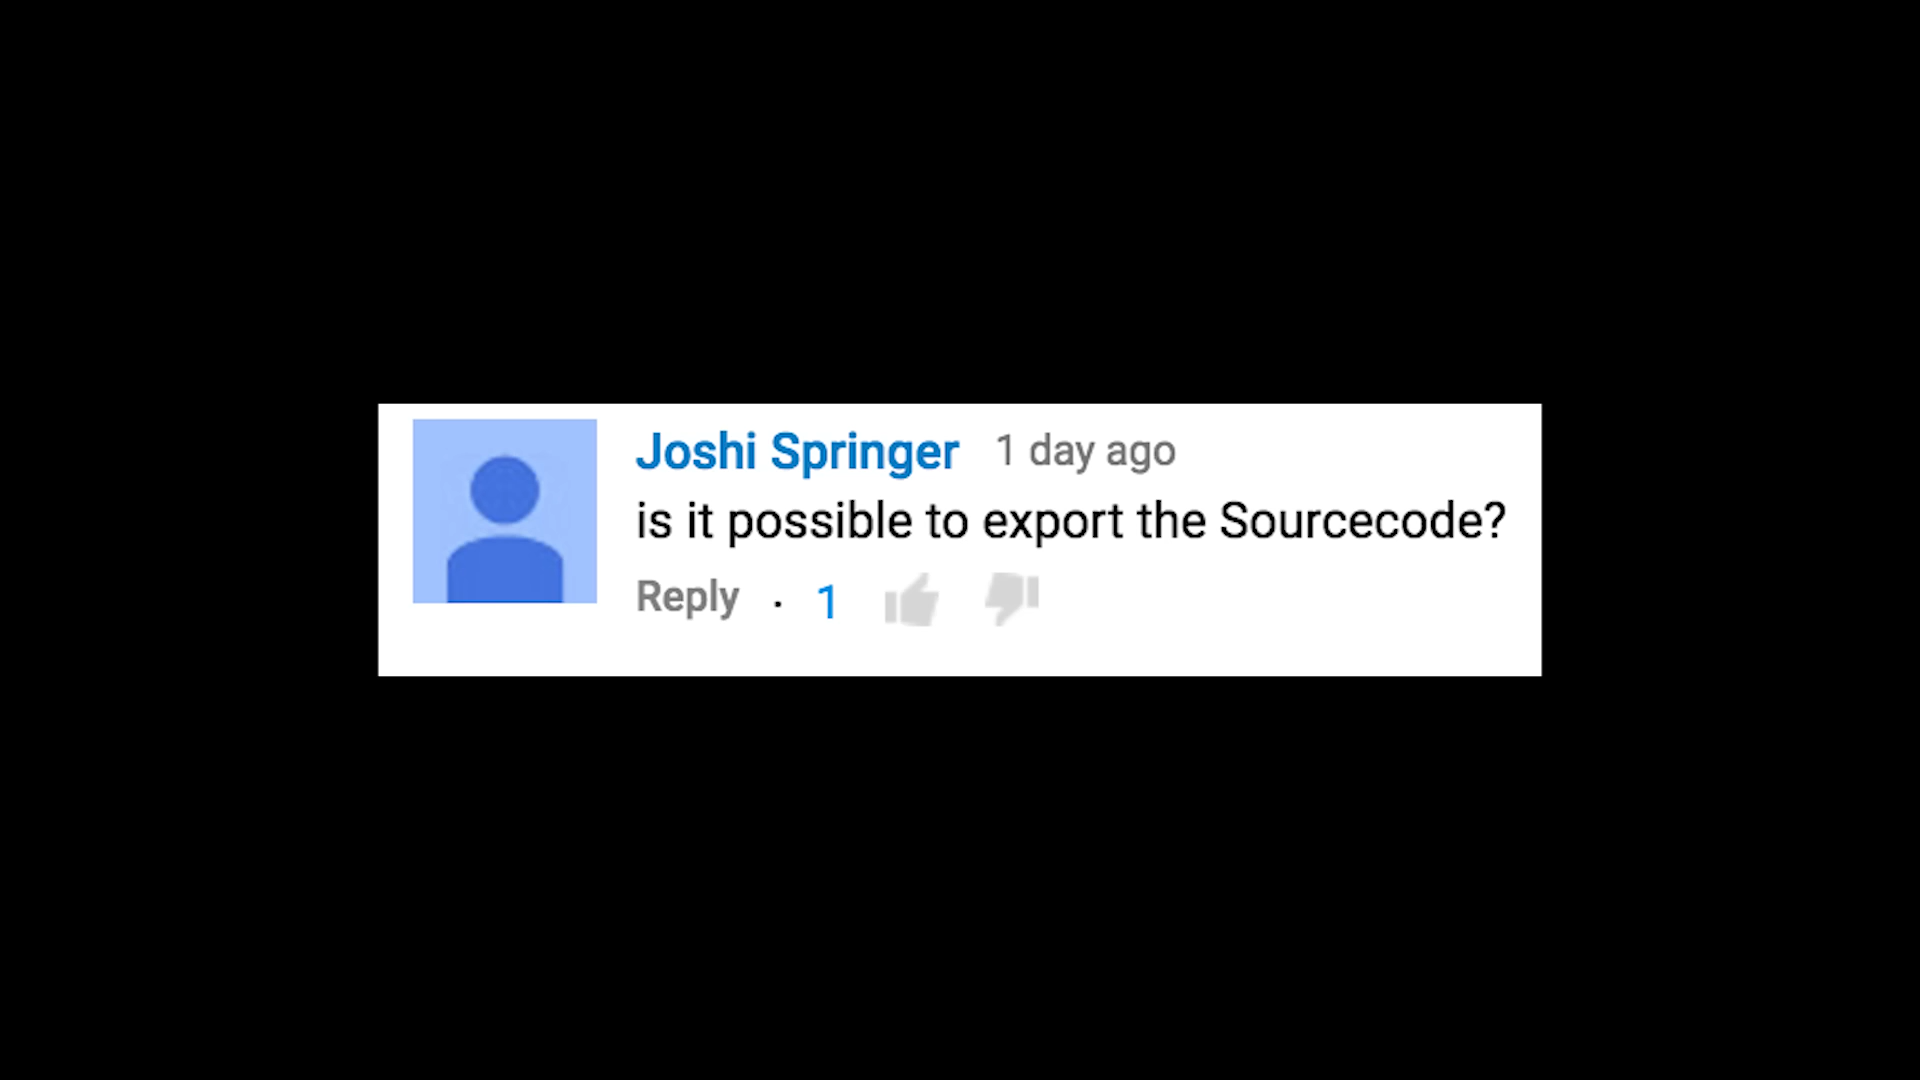 Joshi Springer 1 day ago
is it possible to export the Sourcecode?
Reply · 1